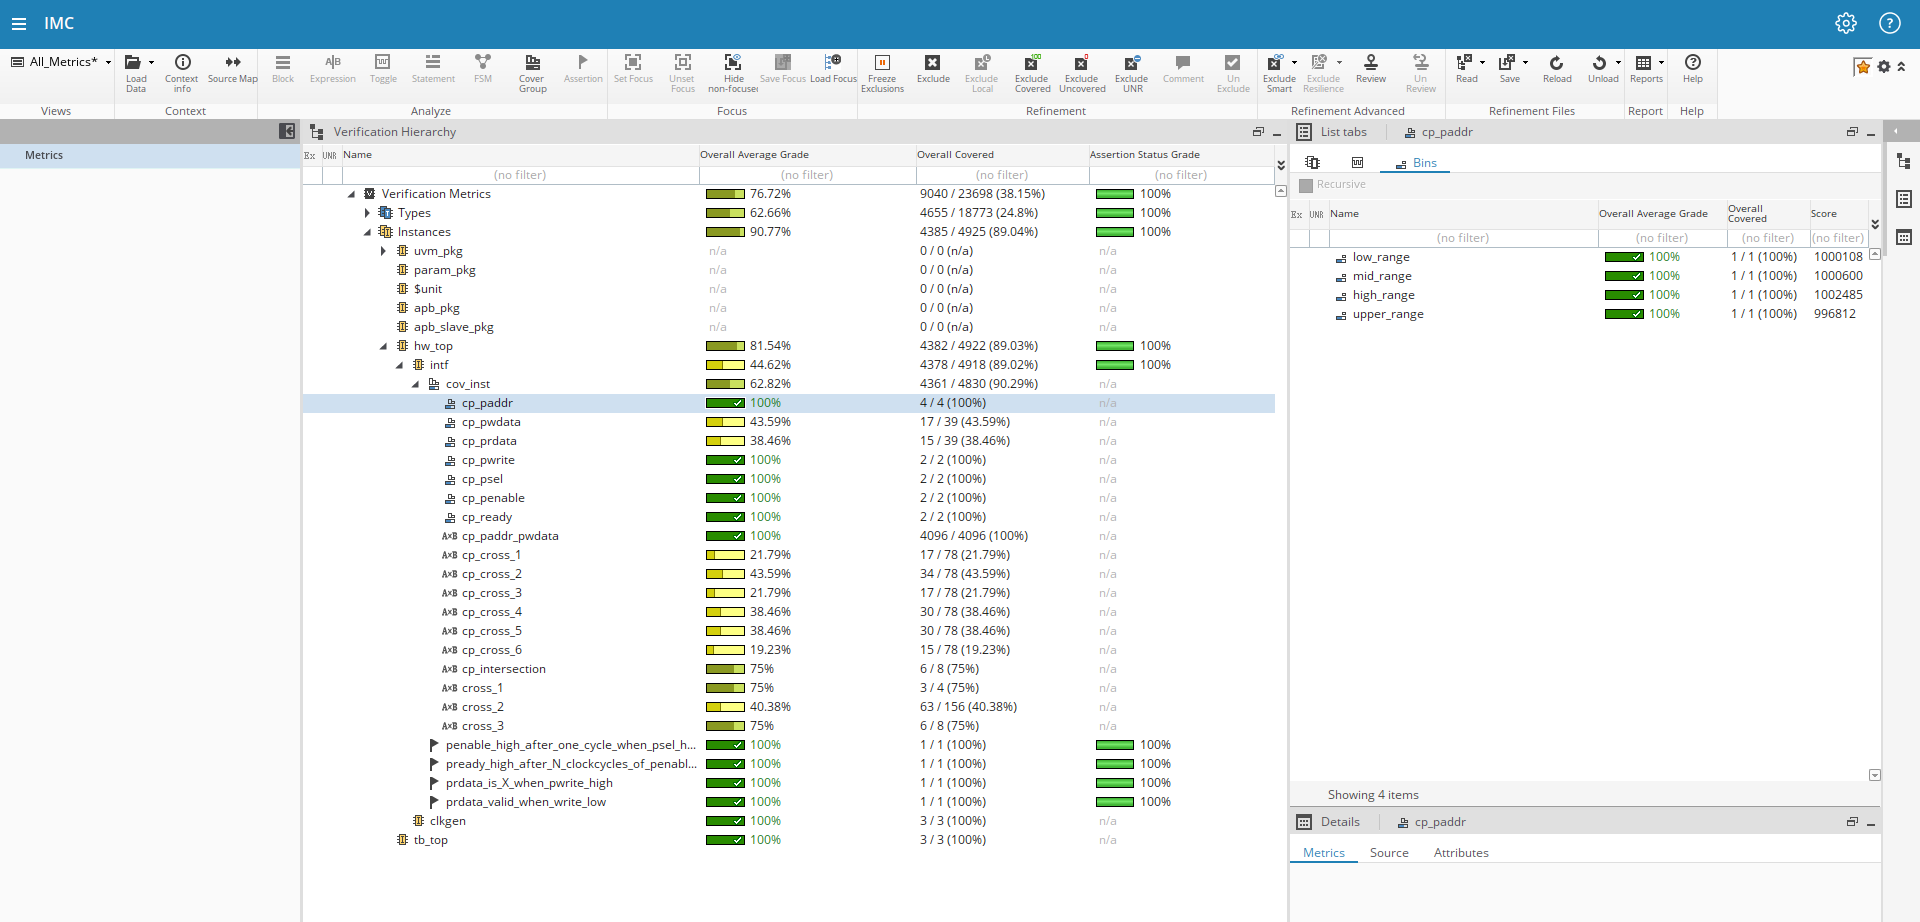 IMC
All_Metrics*
Load Data
Context info
Source Map
Block
Expression
Toggle
Statement
FSM
Cover Group
Assertion
Set Focus
Unset Focus
Hide non-focused
Save Focus
Load Focus
Freeze Exclusions
Exclude
Exclude Local
Exclude Covered
Exclude Uncovered
Exclude UNR
Comment
Un Exclude
Exclude Smart
Exclude Resilience
Review
Un Review
Read
Save
Reload
Unload
Reports
Help
Views Context Analyze Focus Refinement Refinement Advanced Refinement Files Report Help
Metrics
Verification Hierarchy
Ex UNR Name Overall Average Grade Overall Covered Assertion Status Grade
(no filter) (no filter) (no filter) (no filter)
Verification Metrics 76.72% 9040 / 23698 (38.15%) 100%
Types 62.66% 4655 / 18773 (24.8%) 100%
Instances 90.77% 4385 / 4925 (89.04%) 100%
uvm_pkg n/a 0 / 0 (n/a) n/a
param_pkg n/a 0 / 0 (n/a) n/a
$unit n/a 0 / 0 (n/a) n/a
apb_pkg n/a 0 / 0 (n/a) n/a
apb_slave_pkg n/a 0 / 0 (n/a) n/a
hw_top 81.54% 4382 / 4922 (89.03%) 100%
intf 44.62% 4378 / 4918 (89.02%) 100%
cov_inst 62.82% 4361 / 4830 (90.29%) n/a
cp_paddr 100% 4 / 4 (100%) n/a
cp_pwdata 43.59% 17 / 39 (43.59%) n/a
cp_prdata 38.46% 15 / 39 (38.46%) n/a
cp_pwrite 100% 2 / 2 (100%) n/a
cp_psel 100% 2 / 2 (100%) n/a
cp_penable 100% 2 / 2 (100%) n/a
cp_ready 100% 2 / 2 (100%) n/a
A×B cp_paddr_pwdata 100% 4096 / 4096 (100%) n/a
A×B cp_cross_1 21.79% 17 / 78 (21.79%) n/a
A×B cp_cross_2 43.59% 34 / 78 (43.59%) n/a
A×B cp_cross_3 21.79% 17 / 78 (21.79%) n/a
A×B cp_cross_4 38.46% 30 / 78 (38.46%) n/a
A×B cp_cross_5 38.46% 30 / 78 (38.46%) n/a
A×B cp_cross_6 19.23% 15 / 78 (19.23%) n/a
A×B cp_intersection 75% 6 / 8 (75%) n/a
A×B cross_1 75% 3 / 4 (75%) n/a
A×B cross_2 40.38% 63 / 156 (40.38%) n/a
A×B cross_3 75% 6 / 8 (75%) n/a
penable_high_after_one_cycle_when_psel_h... 100% 1 / 1 (100%) 100%
pready_high_after_N_clockcycles_of_penabl... 100% 1 / 1 (100%) 100%
prdata_is_X_when_pwrite_high 100% 1 / 1 (100%) 100%
prdata_valid_when_write_low 100% 1 / 1 (100%) 100%
clkgen 100% 3 / 3 (100%) n/a
tb_top 100% 3 / 3 (100%) n/a
List tabs cp_paddr
Bins
Recursive
Ex UNR Name Overall Average Grade Overall Covered Score
(no filter) (no filter) (no filter) (no filter)
low_range 100% 1 / 1 (100%) 1000108
mid_range 100% 1 / 1 (100%) 1000600
high_range 100% 1 / 1 (100%) 1002485
upper_range 100% 1 / 1 (100%) 996812
Showing 4 items
Details cp_paddr
Metrics Source Attributes